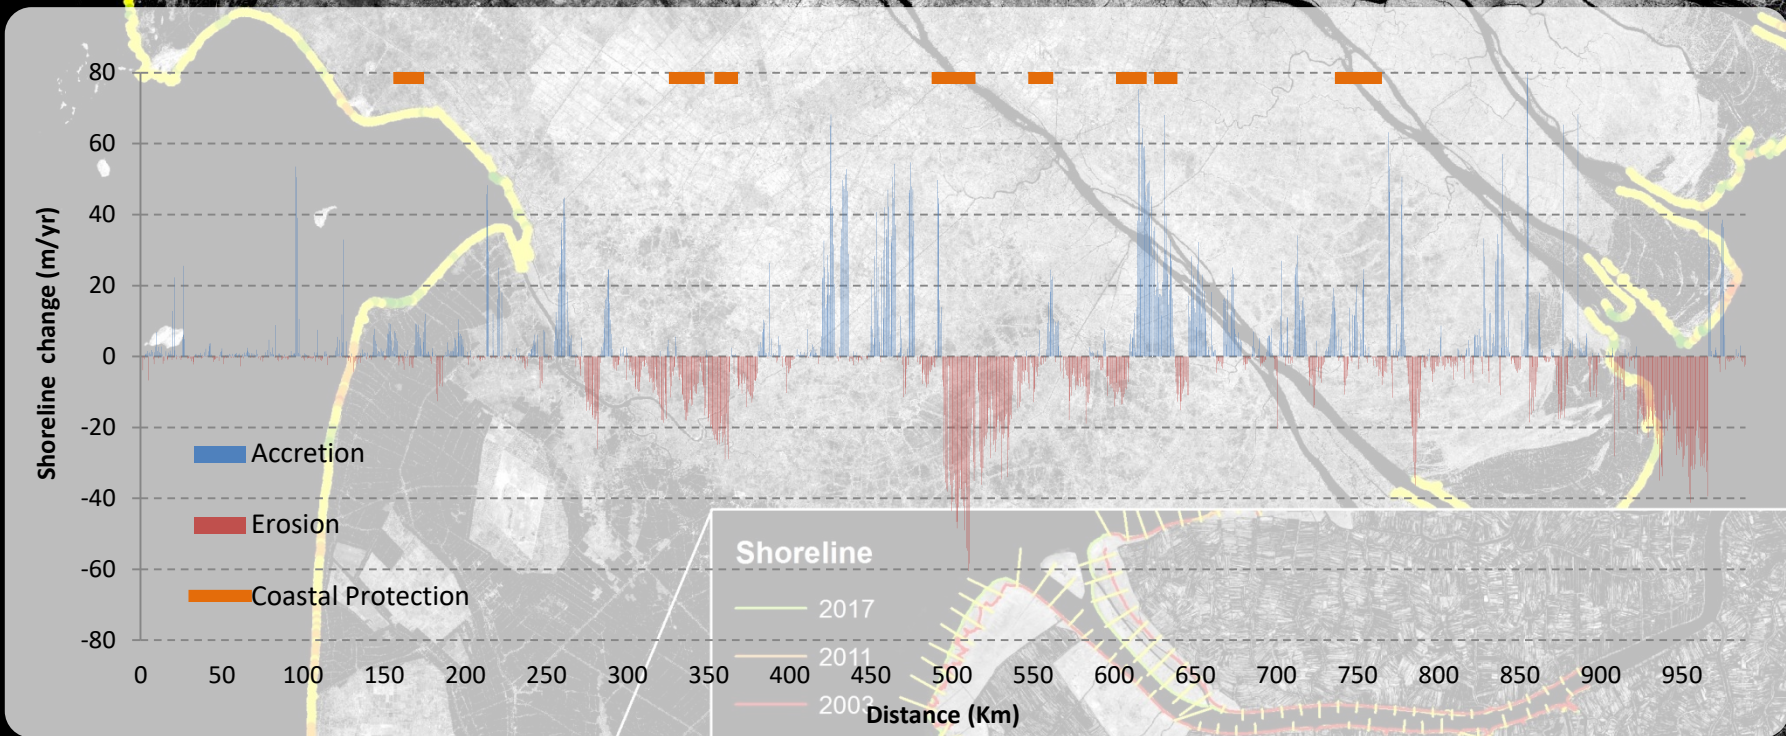 80
60
40
20
0
-20
-40
-60
-80
Shoreline change (m/yr)
Accretion
Erosion
Coastal Protection
Shoreline
2017
2011
2003
0 50 100 150 200 250 300 350 400 450 500 550 600 650 700 750 800 850 900 950
Distance (Km)